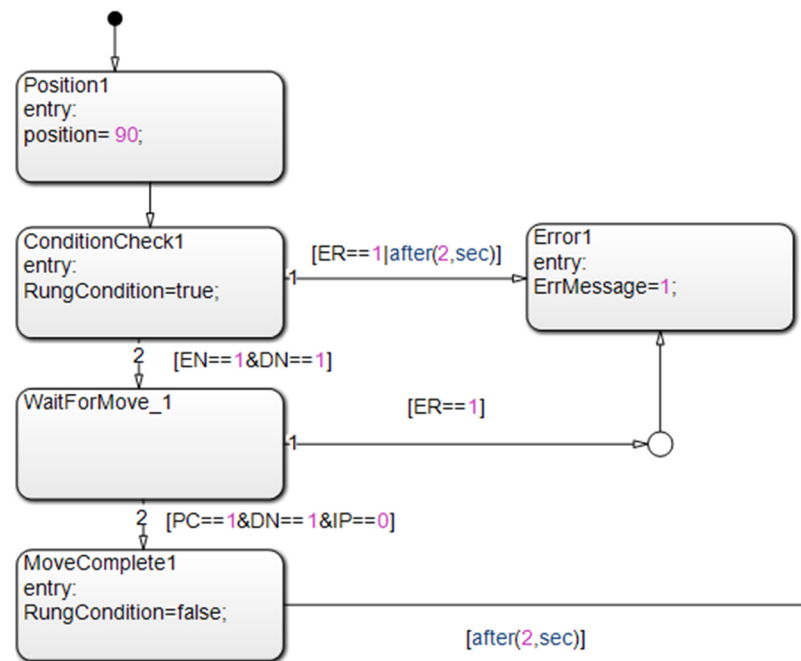 Position1
entry:
position= 90;
ConditionCheck1
entry:
RungCondition=true;
1
[ER==1|after(2,sec)]
Error1
entry:
ErrMessage=1;
2
[EN==1&DN==1]
WaitForMove_1
1
[ER==1]
2
[PC==1&DN==1&IP==0]
MoveComplete1
entry:
RungCondition=false;
[after(2,sec)]